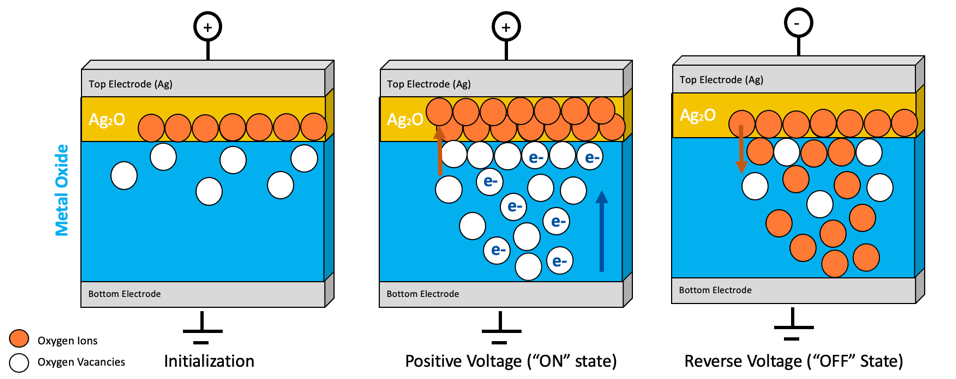 +
Top Electrode (Ag)
Ag₂O
Metal Oxide
Bottom Electrode
Initialization
+
Top Electrode (Ag)
Ag₂O
e-
e-
e-
e-
e-
e-
e-
Bottom Electrode
Positive Voltage (“ON” state)
-
Top Electrode (Ag)
Ag₂O
Bottom Electrode
Reverse Voltage (“OFF” State)
Oxygen Ions
Oxygen Vacancies